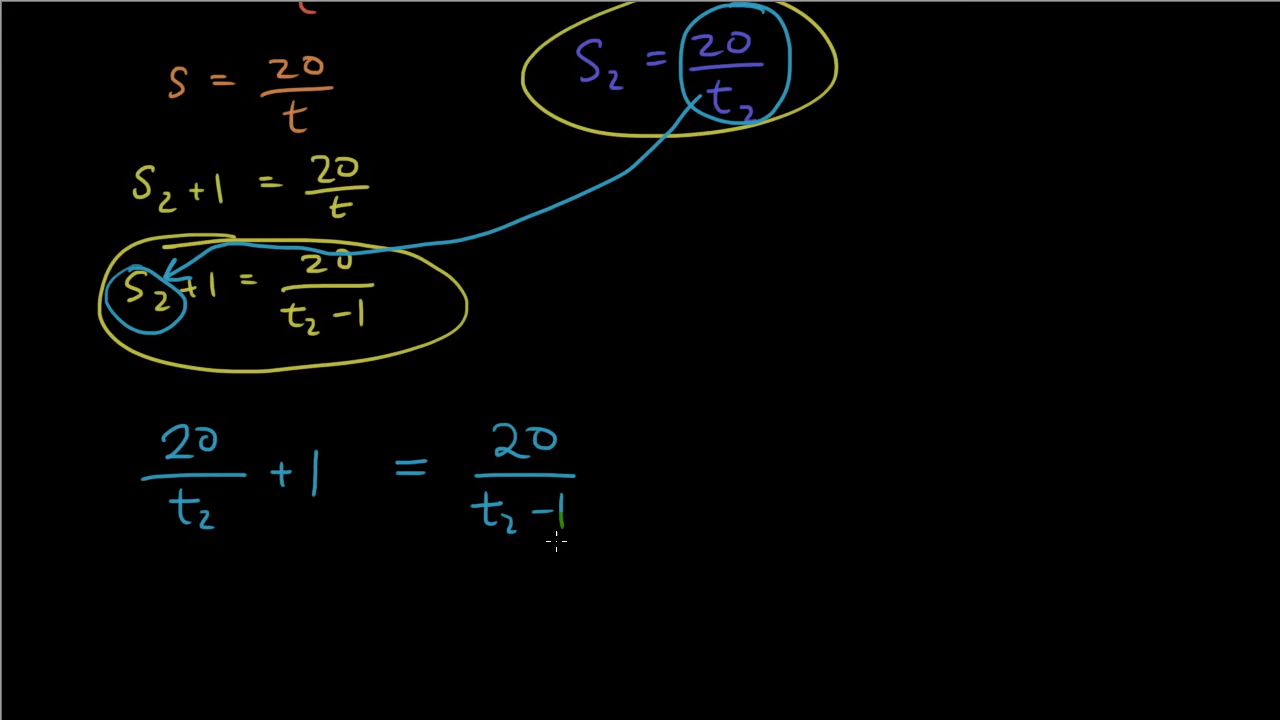 S₂ = 20/t₂
s = 20/t
S₂ + 1 = 20/t
S₂ + 1 = 20/(t₂ - 1)
20/t₂ + 1 = 20/(t₂ - 1)